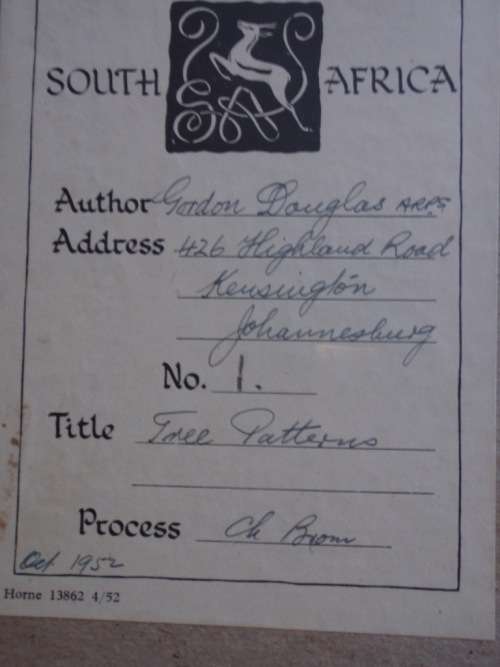 SOUTH AFRICA
SA
Author Gordon Douglas ARPS
Address 426 Highland Road
Kensington
Johannesburg
No. 1.
Title Tree Patterns
Process Ch Brom
Oct 1952
Horne 13862 4/52